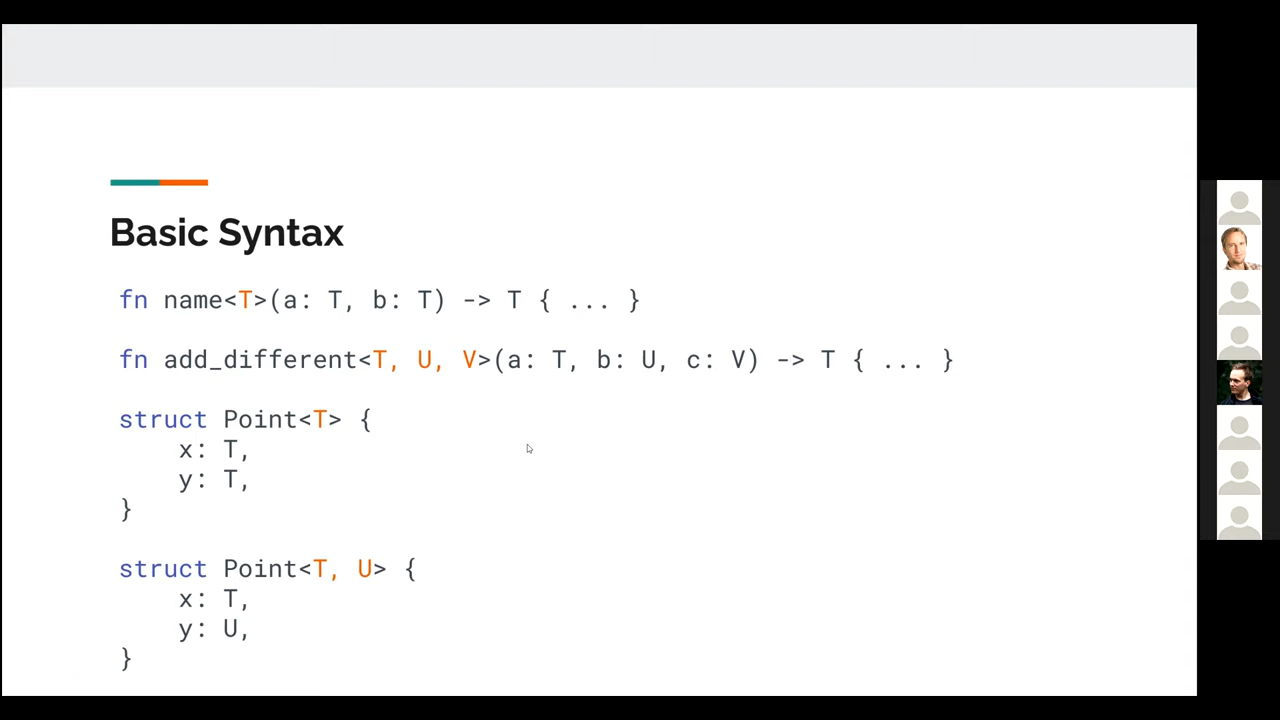 Basic Syntax
fn name<T>(a: T, b: T) -> T { ... }
fn add_different<T, U, V>(a: T, b: U, c: V) -> T { ... }
struct Point<T> {
    x: T,
    y: T,
}
struct Point<T, U> {
    x: T,
    y: U,
}